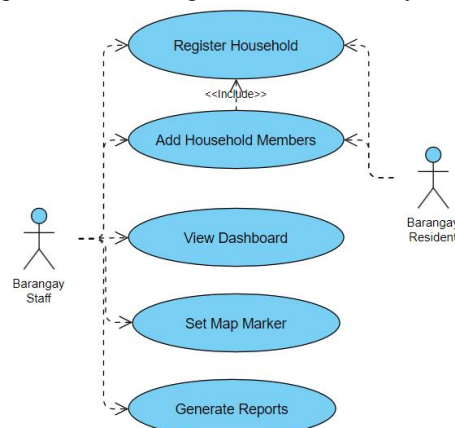 Register Household
<<Include>>
Add Household Members
View Dashboard
Barangay
Staff
Barangay
Resident
Set Map Marker
Generate Reports